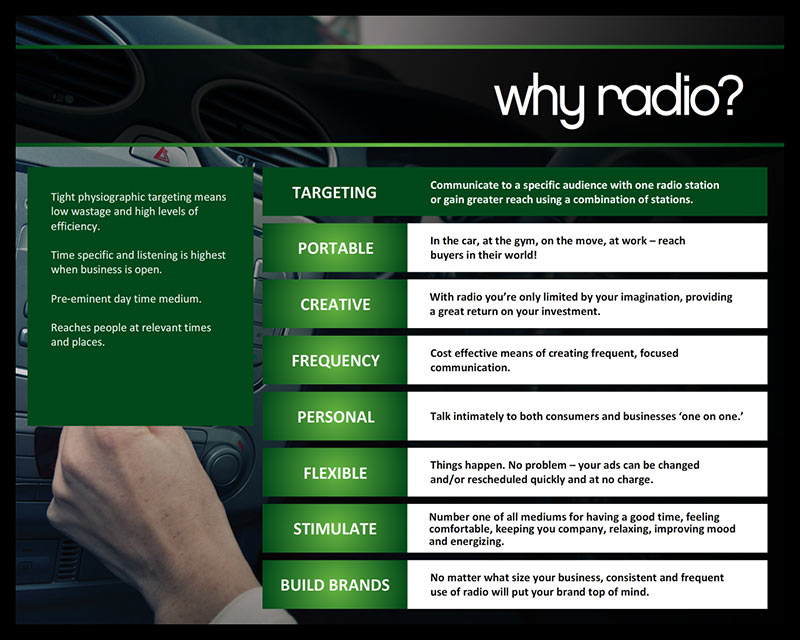 why radio?
Tight physiographic targeting means
low wastage and high levels of
efficiency.
Time specific and listening is highest
when business is open.
Pre-eminent day time medium.
Reaches people at relevant times
and places.
TARGETING
Communicate to a specific audience with one radio station
or gain greater reach using a combination of stations.
PORTABLE
In the car, at the gym, on the move, at work – reach
buyers in their world!
CREATIVE
With radio you’re only limited by your imagination, providing
a great return on your investment.
FREQUENCY
Cost effective means of creating frequent, focused
communication.
PERSONAL
Talk intimately to both consumers and businesses ‘one on one.’
FLEXIBLE
Things happen. No problem – your ads can be changed
and/or rescheduled quickly and at no charge.
STIMULATE
Number one of all mediums for having a good time, feeling
comfortable, keeping you company, relaxing, improving mood
and energizing.
BUILD BRANDS
No matter what size your business, consistent and frequent
use of radio will put your brand top of mind.